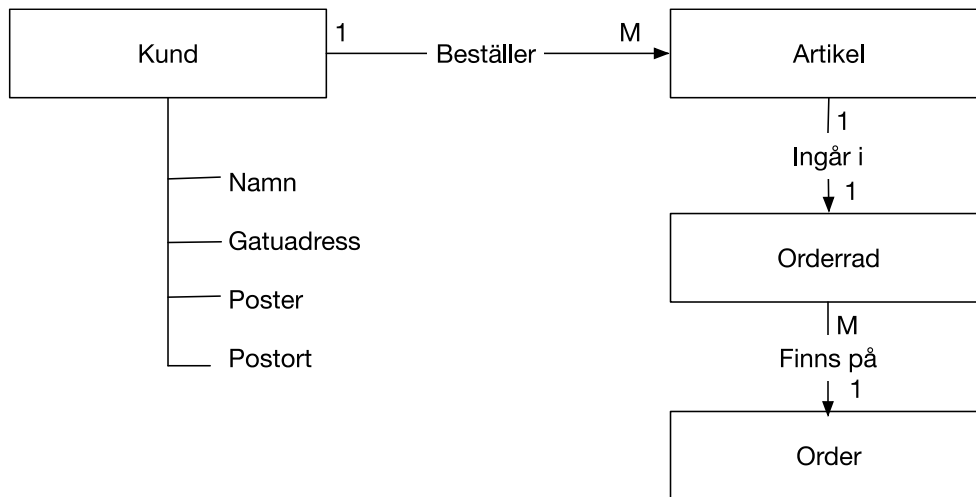 Kund
1
Beställer
M
Artikel
1
Ingår i
1
Namn
Gatuadress
Poster
Postort
Orderrad
M
Finns på
1
Order